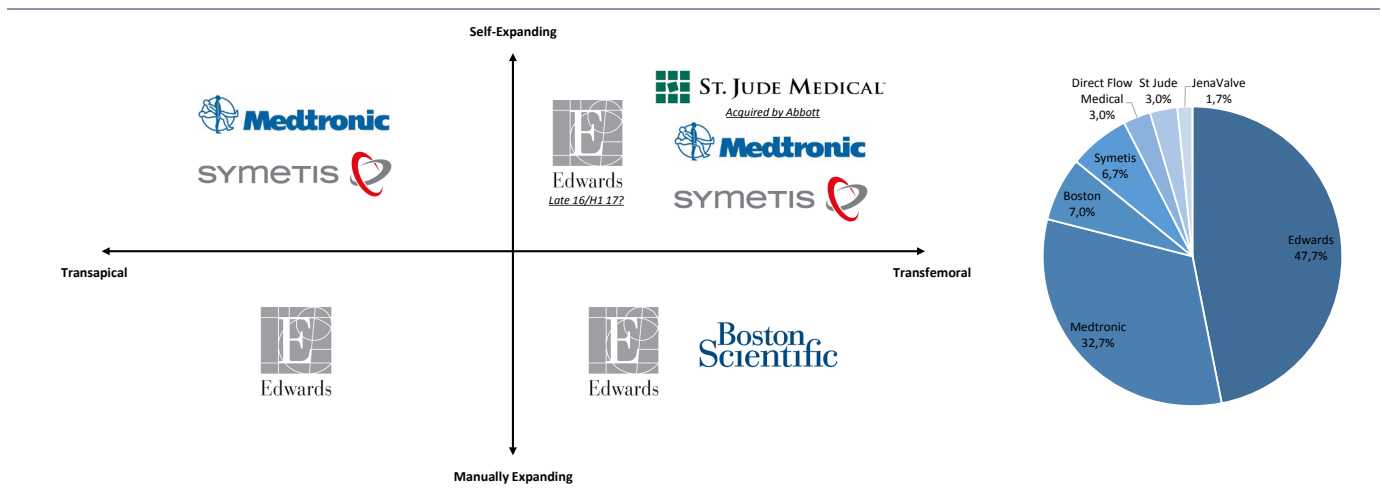 Self-Expanding
ST. JUDE MEDICAL™
Acquired by Abbott
Medtronic
SYMETIS
E
Edwards
Late 16/H1 17?
Medtronic
SYMETIS
Transapical
Transfemoral
E
Edwards
E
Edwards
Boston
Scientific
Manually Expanding
Direct Flow
Medical
3,0%
St Jude
3,0%
JenaValve
1,7%
Symetis
6,7%
Boston
7,0%
Edwards
47,7%
Medtronic
32,7%